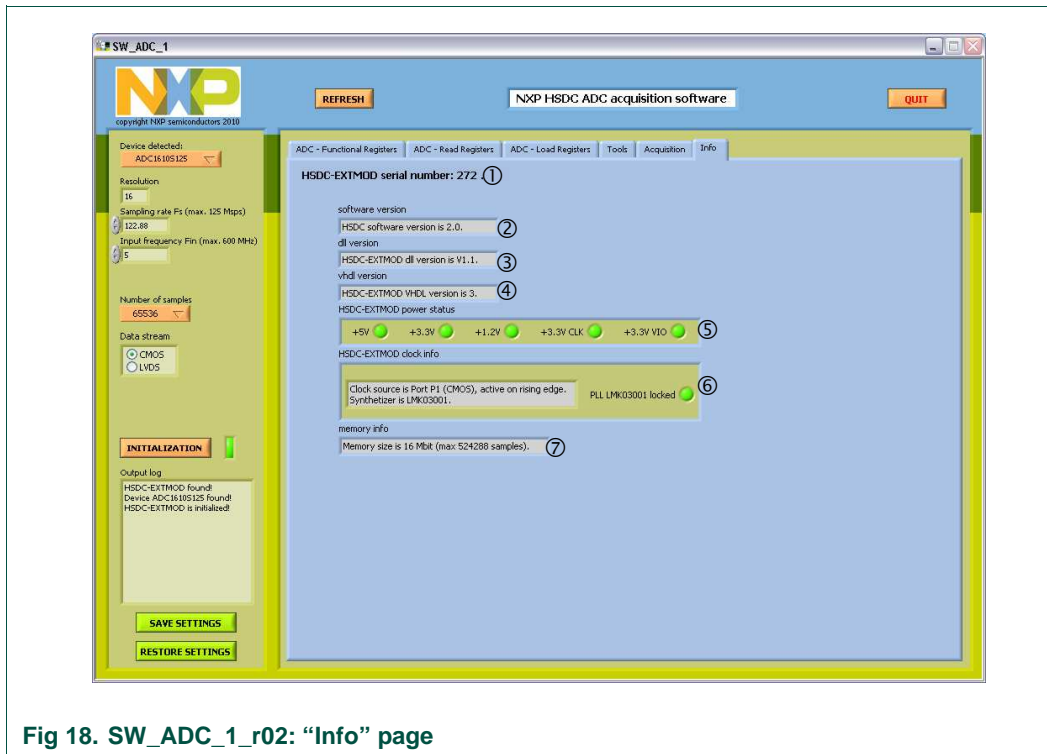 SW_ADC_1
NXP
copyright NXP semiconductors 2010
REFRESH
NXP HSDC ADC acquisition software
QUIT
Device detected:
ADC1610S125
Resolution
16
Sampling rate Fs (max. 125 Msps)
122.88
Input frequency Fin (max. 600 MHz)
5
Number of samples
65536
Data stream
CMOS
LVDS
INITIALIZATION
Output log
HSDC-EXTMOD found!
Device ADC1610S125 found!
HSDC-EXTMOD is initialized!
SAVE SETTINGS
RESTORE SETTINGS
ADC - Functional Registers ADC - Read Registers ADC - Load Registers Tools Acquisition Info
HSDC-EXTMOD serial number: 272 . ①
software version
HSDC software version is 2.0. ②
dll version
HSDC-EXTMOD dll version is V1.1. ③
vhdl version
HSDC-EXTMOD VHDL version is 3. ④
HSDC-EXTMOD power status
+5V +3.3V +1.2V +3.3V CLK +3.3V VIO ⑤
HSDC-EXTMOD clock info
Clock source is Port P1 (CMOS), active on rising edge.
Synthetizer is LMK03001.
PLL LMK03001 locked ⑥
memory info
Memory size is 16 Mbit (max 524288 samples). ⑦
Fig 18. SW_ADC_1_r02: “Info” page